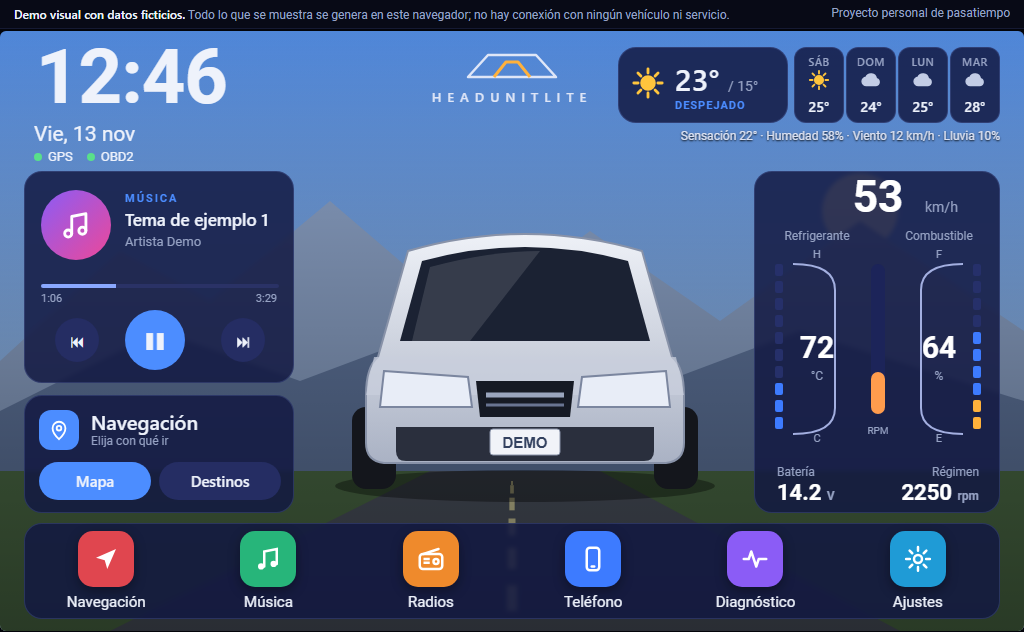 Demo visual con datos ficticios. Todo lo que se muestra se genera en este navegador; no hay conexión con ningún vehículo ni servicio.
Proyecto personal de pasatiempo
12:46
Vie, 13 nov
GPS OBD2
HEADUNITLITE
23° / 15°
DESPEJADO
SÁB DOM LUN MAR
25° 24° 25° 28°
Sensación 22° · Humedad 58% · Viento 12 km/h · Lluvia 10%
MÚSICA
Tema de ejemplo 1
Artista Demo
1:06 3:29
Navegación
Elija con qué ir
Mapa Destinos
DEMO
53 km/h
Refrigerante Combustible
H F
72 64
°C %
C E
RPM
Batería Régimen
14.2 V 2250 rpm
Navegación Música Radios Teléfono Diagnóstico Ajustes